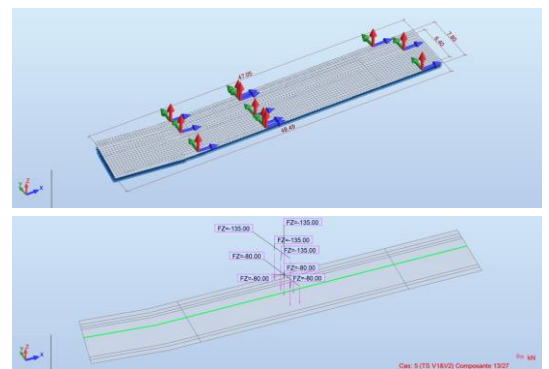 47.05
7.80
6.40
48.49
Z
X
FZ=-135.00
FZ=-135.00
FZ=-135.00
FZ=-135.00
FZ=-80.00
FZ=-80.00
FZ=-80.00
FZ=-80.00
Z
X
kN
Cas: 5 (TS V1&V2) Composante 13/27